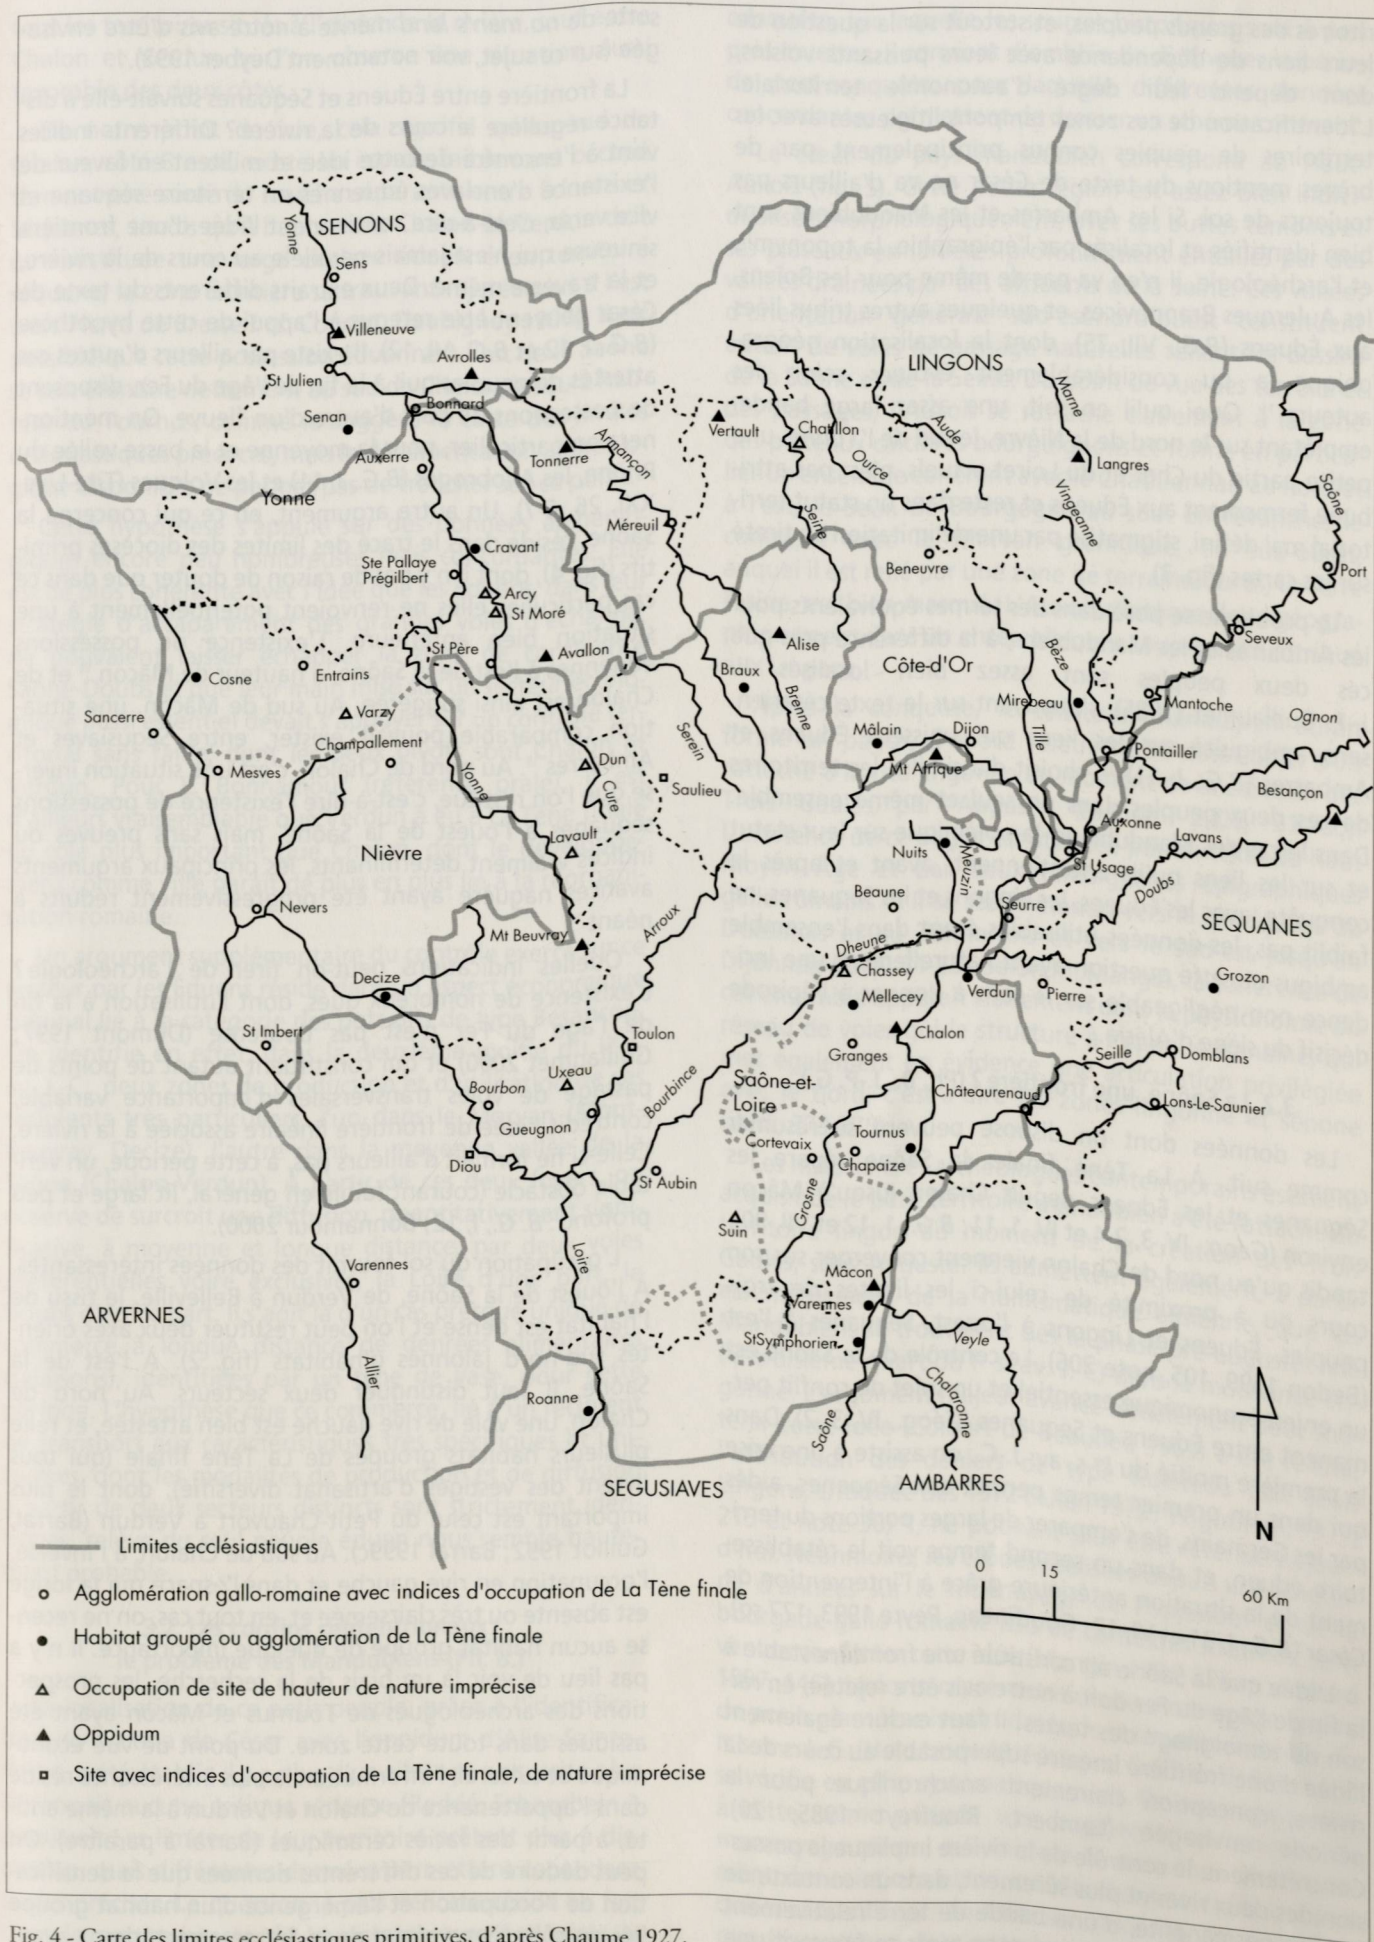 SENONS
Yonne
Sens
Villeneuve
Avrolles
St Julien
Bonnard
Senan
Auxerre
Tonnerre
Armançon
Vertault
LINGONS
Chatillon
Aude
Ource
Marne
Langres
Vingeanne
Saône
Port
Yonne
Méreuil
Seine
Cravant
Ste Pallaye
Prégilbert
Arcy
St Moré
Beneuvre
Seveux
St Père
Avallon
Alise
Côte-d'Or
Bèze
Entrains
Braux
Brenne
Mirebeau
Mantoche
Ognon
Cosne
Sancerre
Varzy
Champallement
Mâlain
Dijon
Tille
Pontailler
Mt Afrique
Mesves
Yonne
Dun
Cure
Serein
Saulieu
Besançon
Auxonne
Lavans
Nièvre
Lavault
Nuits
Meuzin
St Usage
Doubs
Beaune
Seurre
Nevers
Arroux
SEQUANES
Mt Beuvray
Dheune
Decize
Chassey
Verdun
Pierre
Grozon
Mellecey
Chalon
St Imbert
Toulon
Granges
Seille
Domblans
Uxeau
Bourbon
Bourbince
Saône-et-
Loire
Châteaurenaud
Lons-Le-Saunier
Gueugnon
Cortevaix
Tournus
Chapaize
Diou
St Aubin
Grosne
Suin
Loire
Varennes
Mâcon
ARVERNES
Varennes
StSymphorien
Veyle
Allier
Chalaronne
Roanne
Saône
SEGUSIAVES
AMBARRES
N
Limites ecclésiastiques
Agglomération gallo-romaine avec indices d'occupation de La Tène finale
Habitat groupé ou agglomération de La Tène finale
Occupation de site de hauteur de nature imprécise
Oppidum
Site avec indices d'occupation de La Tène finale, de nature imprécise
0 15 60 Km
Fig. 4 - Carte des limites ecclésiastiques primitives, d'après Chaume 1927.